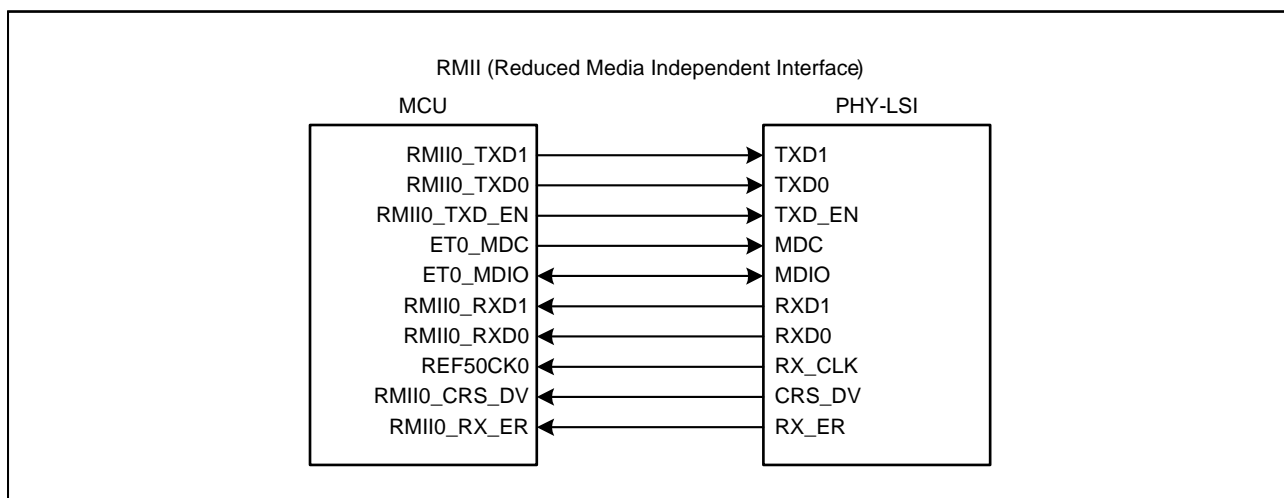 RMII (Reduced Media Independent Interface)
MCU PHY-LSI
RMII0_TXD1 TXD1
RMII0_TXD0 TXD0
RMII0_TXD_EN TXD_EN
ET0_MDC MDC
ET0_MDIO MDIO
RMII0_RXD1 RXD1
RMII0_RXD0 RXD0
REF50CK0 RX_CLK
RMII0_CRS_DV CRS_DV
RMII0_RX_ER RX_ER